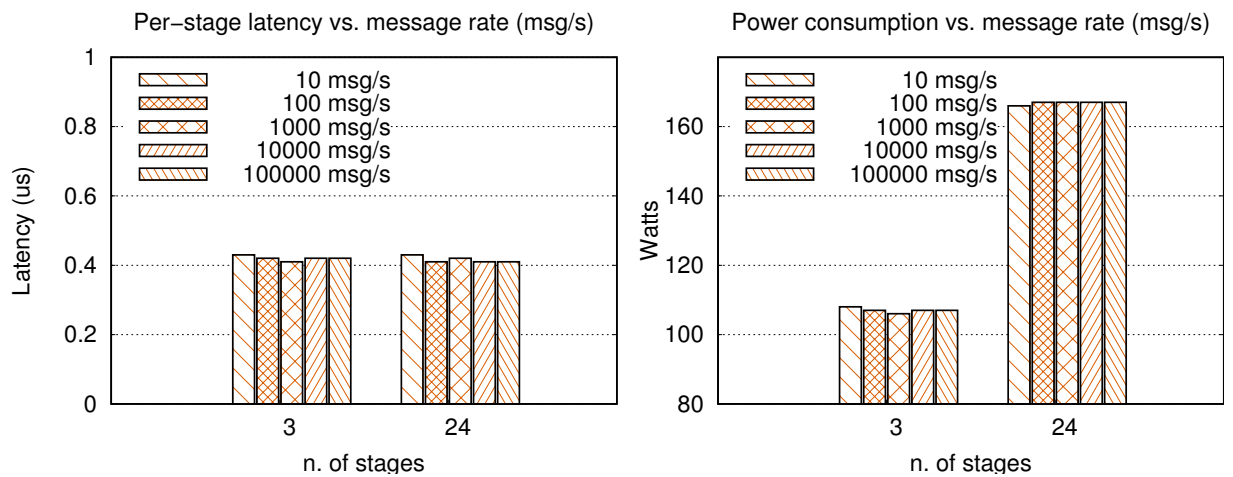 Per−stage latency vs. message rate (msg/s)
1
0.8
0.6
0.4
0.2
0
Latency (us)
10 msg/s
100 msg/s
1000 msg/s
10000 msg/s
100000 msg/s
3
24
n. of stages
Power consumption vs. message rate (msg/s)
160
140
120
100
80
Watts
10 msg/s
100 msg/s
1000 msg/s
10000 msg/s
100000 msg/s
3
24
n. of stages